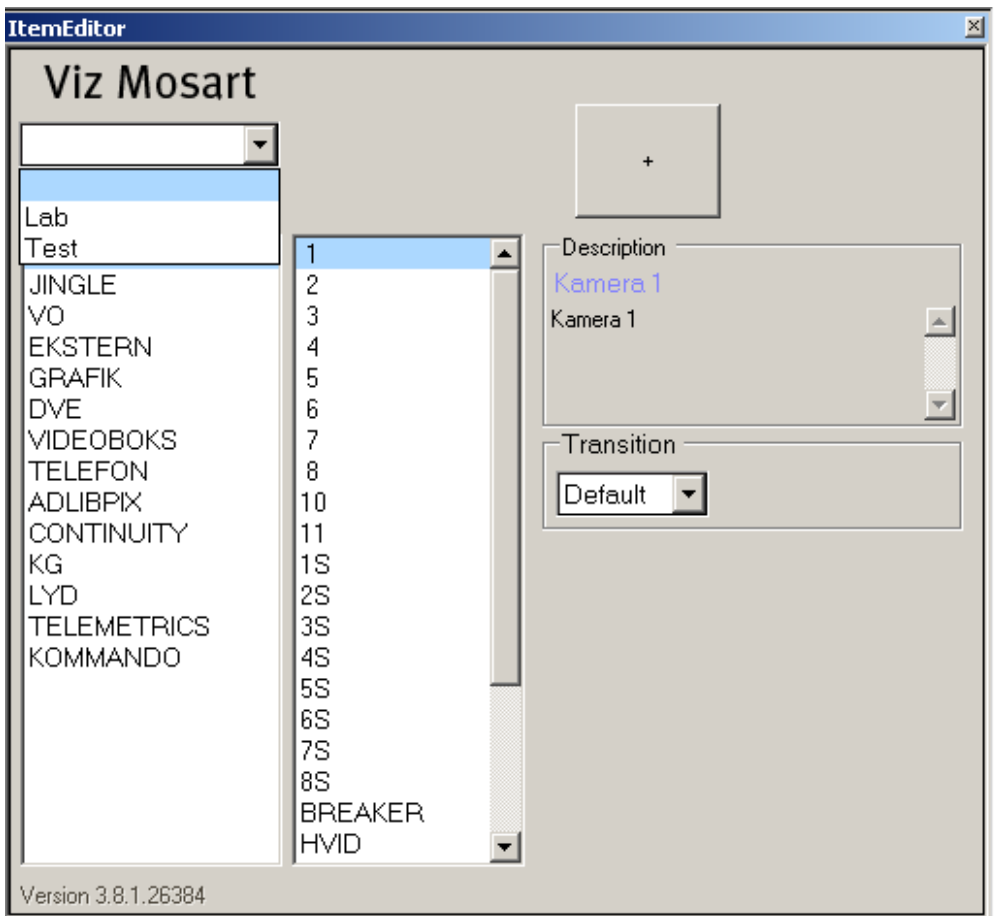 ItemEditor
Viz Mosart
+
Lab
Test
JINGLE
VO
EKSTERN
GRAFIK
DVE
VIDEOBOKS
TELEFON
ADLIBPIX
CONTINUITY
KG
LYD
TELEMETRICS
KOMMANDO
1
2
3
4
5
6
7
8
10
11
1S
2S
3S
4S
5S
6S
7S
8S
BREAKER
HVID
Description
Kamera 1
Kamera 1
Transition
Default
Version 3.8.1.26384